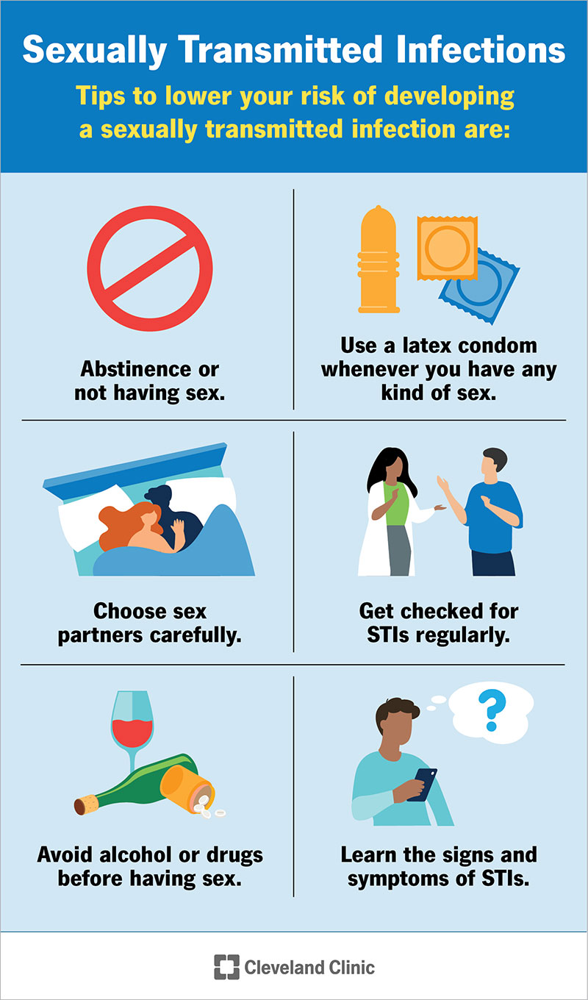 Sexually Transmitted Infections
Tips to lower your risk of developing
a sexually transmitted infection are:
Abstinence or
not having sex.
Use a latex condom
whenever you have any
kind of sex.
Choose sex
partners carefully.
Get checked for
STIs regularly.
Avoid alcohol or drugs
before having sex.
?
Learn the signs and
symptoms of STIs.
Cleveland Clinic